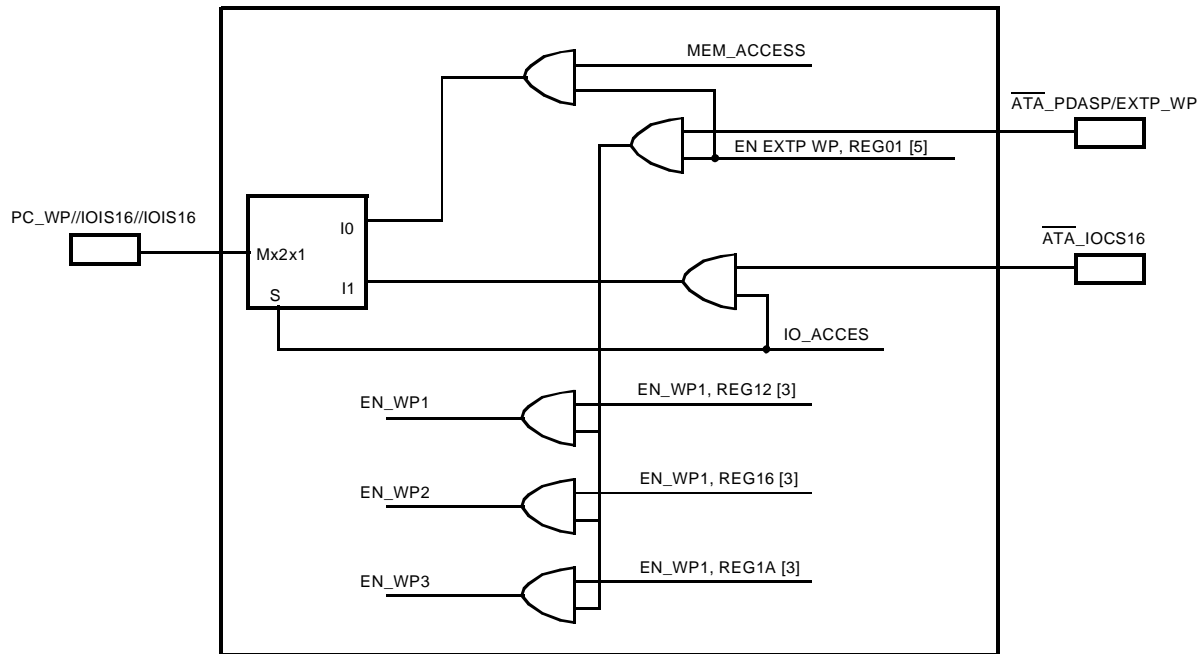 MEM_ACCESS
ATA_PDASP/EXTP_WP
EN EXTP WP, REG01 [5]
PC_WP//IOIS16//IOIS16
I0
ATA_IOCS16
Mx2x1
I1
S
IO_ACCES
EN_WP1
EN_WP1, REG12 [3]
EN_WP2
EN_WP1, REG16 [3]
EN_WP3
EN_WP1, REG1A [3]